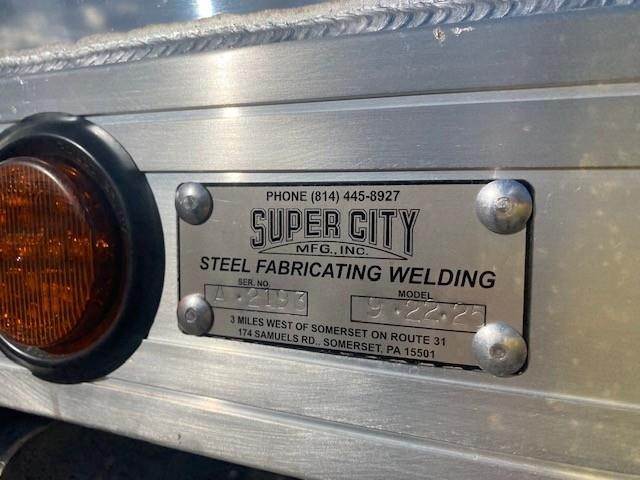 PHONE (814) 445-8927
SUPER CITY
MFG., INC.
STEEL FABRICATING WELDING
SER. NO. MODEL
A·2193 9·22·25
3 MILES WEST OF SOMERSET ON ROUTE 31
174 SAMUELS RD., SOMERSET, PA 15501